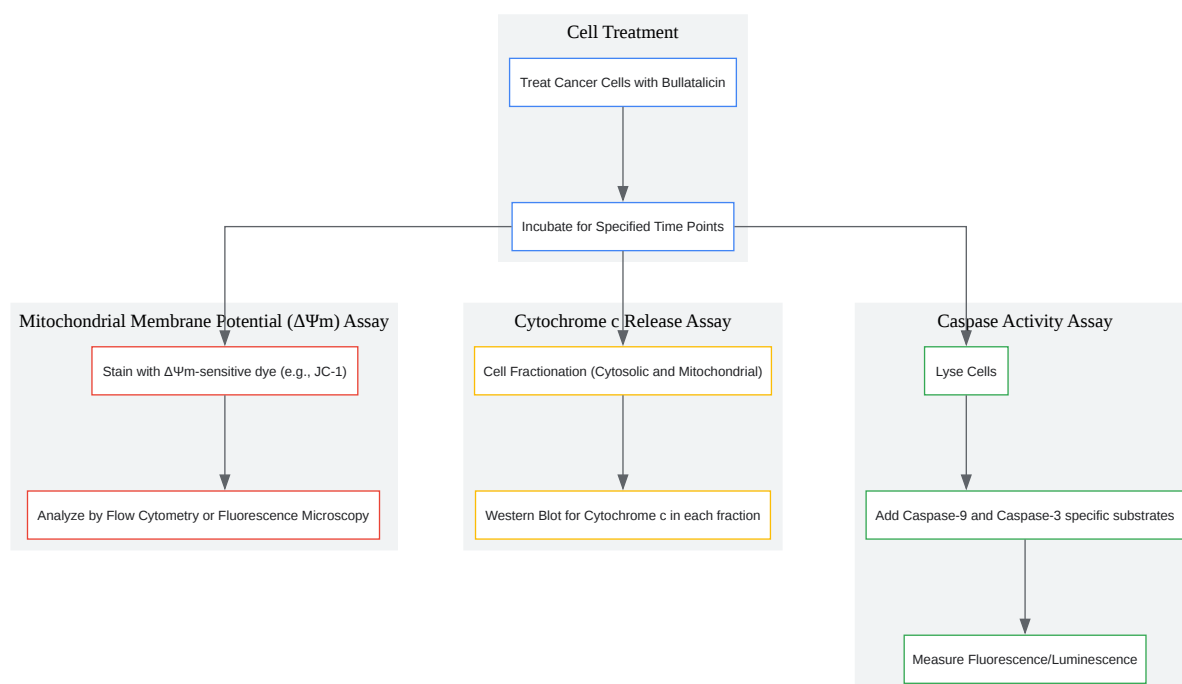 Cell Treatment
Treat Cancer Cells with Bullatalicin
Incubate for Specified Time Points
Mitochondrial Membrane Potential (ΔΨm) Assay
Stain with ΔΨm-sensitive dye (e.g., JC-1)
Analyze by Flow Cytometry or Fluorescence Microscopy
Cytochrome c Release Assay
Cell Fractionation (Cytosolic and Mitochondrial)
Western Blot for Cytochrome c in each fraction
Caspase Activity Assay
Lyse Cells
Add Caspase-9 and Caspase-3 specific substrates
Measure Fluorescence/Luminescence